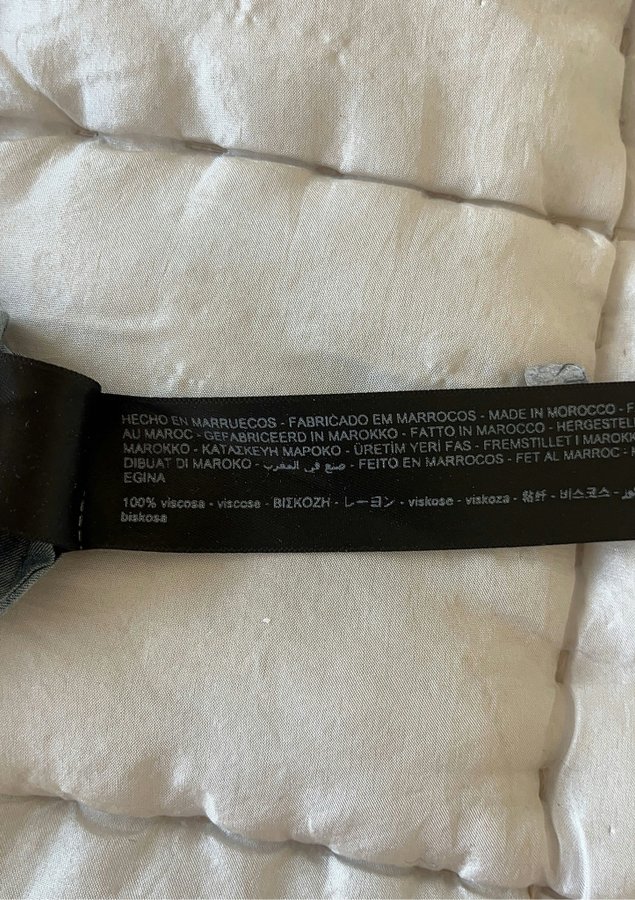 HECHO EN MARRUECOS - FABRICADO EM MARROCOS - MADE IN MOROCCO - F
AU MAROC - GEFABRICEERD IN MAROKKO - FATTO IN MAROCCO - HERGESTELL
MAROKKO - ΚΑΤΑΣΚΕΥΗ ΜΑΡΟΚΟ - ÜRETİM YERİ FAS - FREMSTILLET I MAROKK
DIBUAT DI MAROKO - صنع في المغرب - FEITO EN MARROCOS - FET AL MARROC -
EGINA
100% viscosa - viscose - ΒΙΣΚΟΖΗ - レーヨン - viskose - viskoza - 粘纤 - 비스코스 -
biskosa